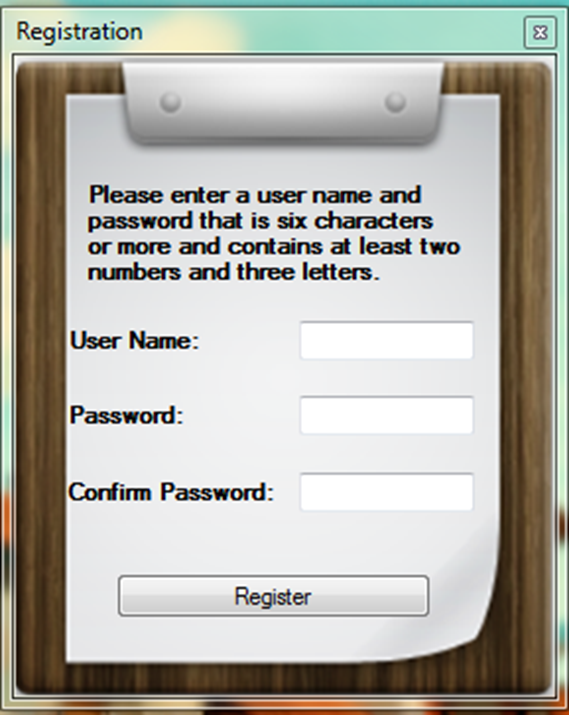 Registration
Please enter a user name and
password that is six characters
or more and contains at least two
numbers and three letters.
User Name:
Password:
Confirm Password:
Register